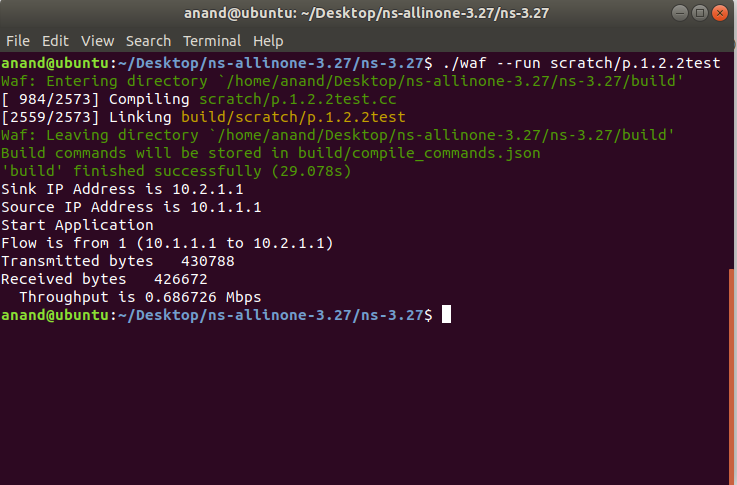 anand@ubuntu: ~/Desktop/ns-allinone-3.27/ns-3.27
File Edit View Search Terminal Help
anand@ubuntu:~/Desktop/ns-allinone-3.27/ns-3.27$ ./waf --run scratch/p.1.2.2test
Waf: Entering directory `/home/anand/Desktop/ns-allinone-3.27/ns-3.27/build'
[ 984/2573] Compiling scratch/p.1.2.2test.cc
[2559/2573] Linking build/scratch/p.1.2.2test
Waf: Leaving directory `/home/anand/Desktop/ns-allinone-3.27/ns-3.27/build'
Build commands will be stored in build/compile_commands.json
'build' finished successfully (29.078s)
Sink IP Address is 10.2.1.1
Source IP Address is 10.1.1.1
Start Application
Flow is from 1 (10.1.1.1 to 10.2.1.1)
Transmitted bytes   430788
Received bytes   426672
  Throughput is 0.686726 Mbps
anand@ubuntu:~/Desktop/ns-allinone-3.27/ns-3.27$